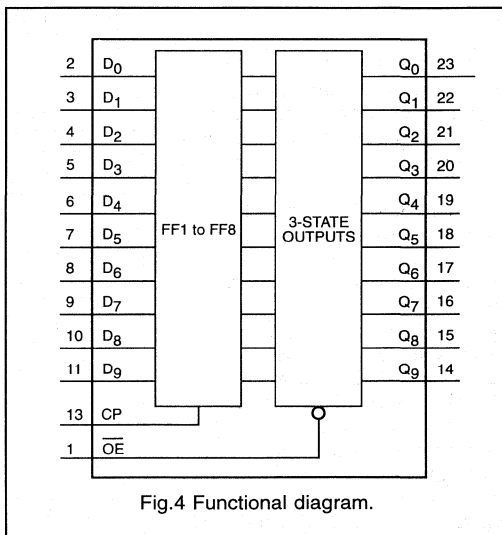 2 D0 Q0 23
3 D1 Q1 22
4 D2 Q2 21
5 D3 Q3 20
6 D4 Q4 19
7 D5 FF1 to FF8 3-STATE OUTPUTS Q5 18
8 D6 Q6 17
9 D7 Q7 16
10 D8 Q8 15
11 D9 Q9 14
13 CP
1 OE
Fig.4 Functional diagram.